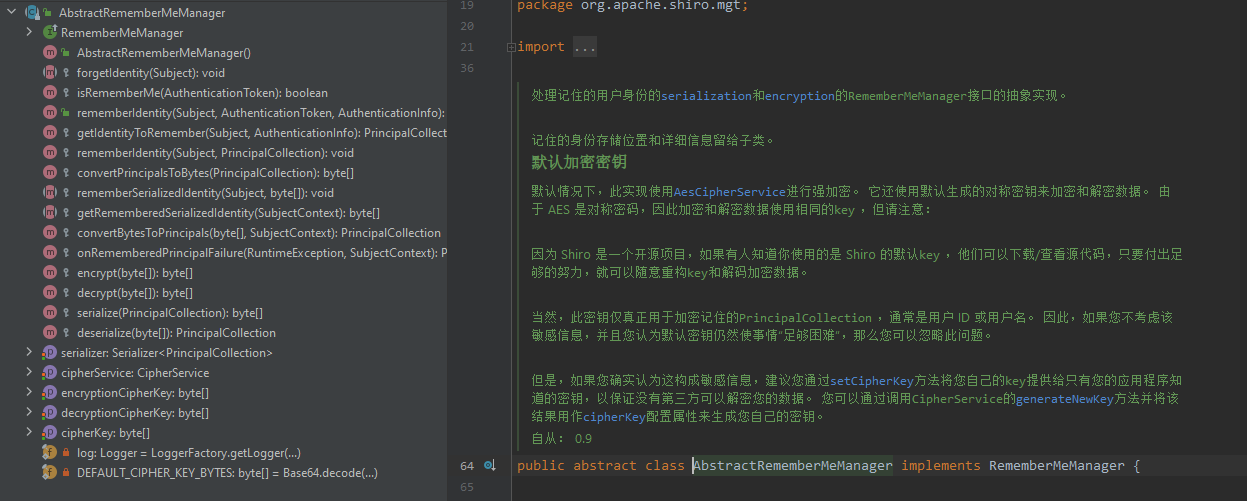 AbstractRememberMeManager
RememberMeManager
AbstractRememberMeManager()
forgetIdentity(Subject): void
isRememberMe(AuthenticationToken): boolean
rememberIdentity(Subject, AuthenticationToken, AuthenticationInfo):
getIdentityToRemember(Subject, AuthenticationInfo): PrincipalCollect
rememberIdentity(Subject, PrincipalCollection): void
convertPrincipalsToBytes(PrincipalCollection): byte[]
rememberSerializedIdentity(Subject, byte[]): void
getRememberedSerializedIdentity(SubjectContext): byte[]
convertBytesToPrincipals(byte[], SubjectContext): PrincipalCollection
onRememberedPrincipalFailure(RuntimeException, SubjectContext): P
encrypt(byte[]): byte[]
decrypt(byte[]): byte[]
serialize(PrincipalCollection): byte[]
deserialize(byte[]): PrincipalCollection
serializer: Serializer<PrincipalCollection>
cipherService: CipherService
encryptionCipherKey: byte[]
decryptionCipherKey: byte[]
cipherKey: byte[]
log: Logger = LoggerFactory.getLogger(...)
DEFAULT_CIPHER_KEY_BYTES: byte[] = Base64.decode(...)
19 package org.apache.shiro.mgt;
20
21 import ...
36
处理记住的用户身份的serialization和encryption的RememberMeManager接口的抽象实现。
记住的身份存储位置和详细信息留给子类。
默认加密密钥
默认情况下，此实现使用AesCipherService进行强加密。 它还使用默认生成的对称密钥来加密和解密数据。 由
于 AES 是对称密码，因此加密和解密数据使用相同的key ，但请注意：
因为 Shiro 是一个开源项目，如果有人知道你使用的是 Shiro 的默认key ，他们可以下载/查看源代码，只要付出足
够的努力，就可以随意重构key和解码加密数据。
当然，此密钥仅真正用于加密记住的PrincipalCollection ，通常是用户 ID 或用户名。 因此，如果您不考虑该
敏感信息，并且您认为默认密钥仍然使事情“足够困难”，那么您可以忽略此问题。
但是，如果您确实认为这构成敏感信息，建议您通过setCipherKey方法将您自己的key提供给只有您的应用程序知
道的密钥，以保证没有第三方可以解密您的数据。 您可以通过调用CipherService的generateNewKey方法并将该
结果用作cipherKey配置属性来生成您自己的密钥。
自从： 0.9
64 public abstract class AbstractRememberMeManager implements RememberMeManager {
65